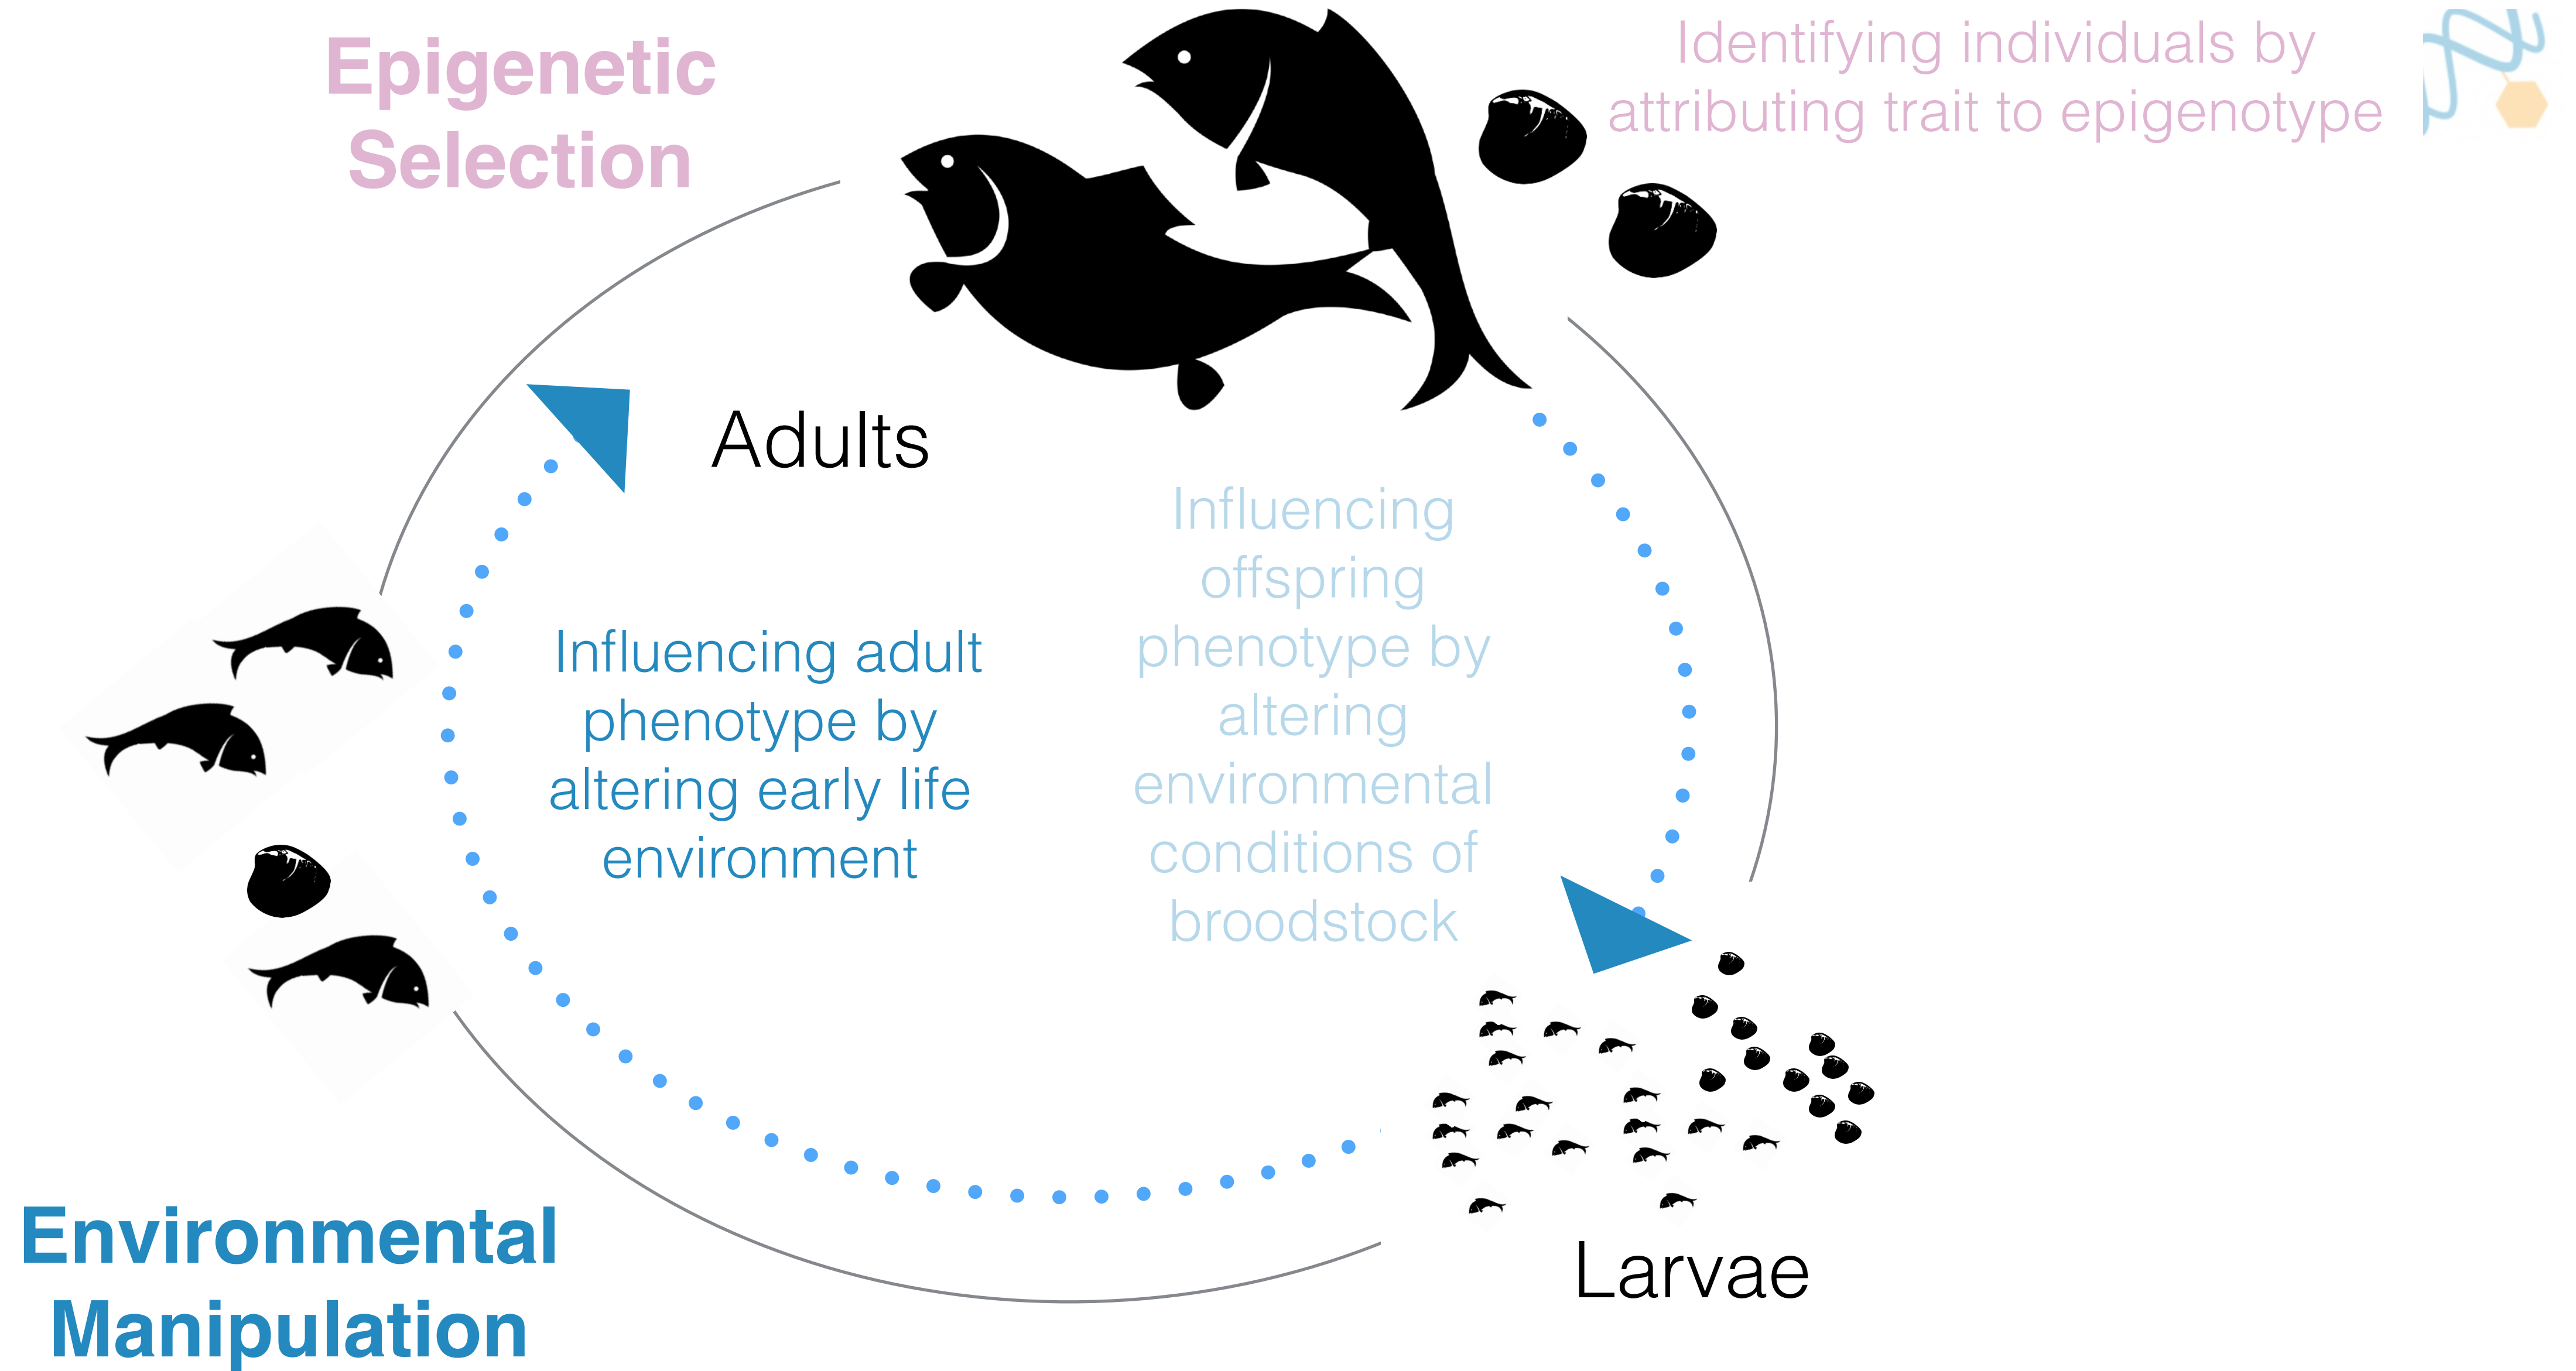 Epigenetic
Selection
Identifying individuals by
attributing trait to epigenotype
Adults
Influencing adult
phenotype by
altering early life
environment
Influencing
offspring
phenotype by
altering
environmental
conditions of
broodstock
Environmental
Manipulation
Larvae